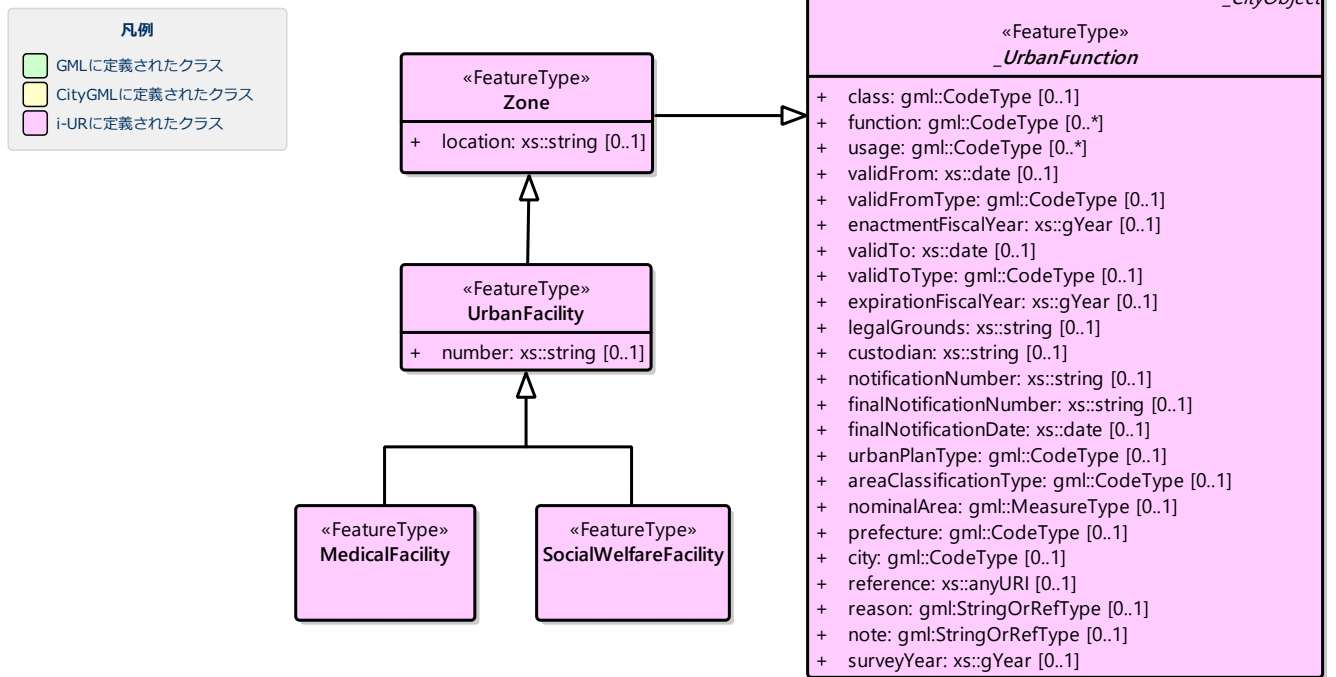 凡例
GMLに定義されたクラス
CityGMLに定義されたクラス
i-URに定義されたクラス
«FeatureType»
Zone
+ location: xs::string [0..1]
«FeatureType»
UrbanFacility
+ number: xs::string [0..1]
«FeatureType»
MedicalFacility
«FeatureType»
SocialWelfareFacility
_CityObject
«FeatureType»
_UrbanFunction
+ class: gml::CodeType [0..1]
+ function: gml::CodeType [0..*]
+ usage: gml::CodeType [0..*]
+ validFrom: xs::date [0..1]
+ validFromType: gml::CodeType [0..1]
+ enactmentFiscalYear: xs::gYear [0..1]
+ validTo: xs::date [0..1]
+ validToType: gml::CodeType [0..1]
+ expirationFiscalYear: xs::gYear [0..1]
+ legalGrounds: xs::string [0..1]
+ custodian: xs::string [0..1]
+ notificationNumber: xs::string [0..1]
+ finalNotificationNumber: xs::string [0..1]
+ finalNotificationDate: xs::date [0..1]
+ urbanPlanType: gml::CodeType [0..1]
+ areaClassificationType: gml::CodeType [0..1]
+ nominalArea: gml::MeasureType [0..1]
+ prefecture: gml::CodeType [0..1]
+ city: gml::CodeType [0..1]
+ reference: xs::anyURI [0..1]
+ reason: gml:StringOrRefType [0..1]
+ note: gml:StringOrRefType [0..1]
+ surveyYear: xs::gYear [0..1]